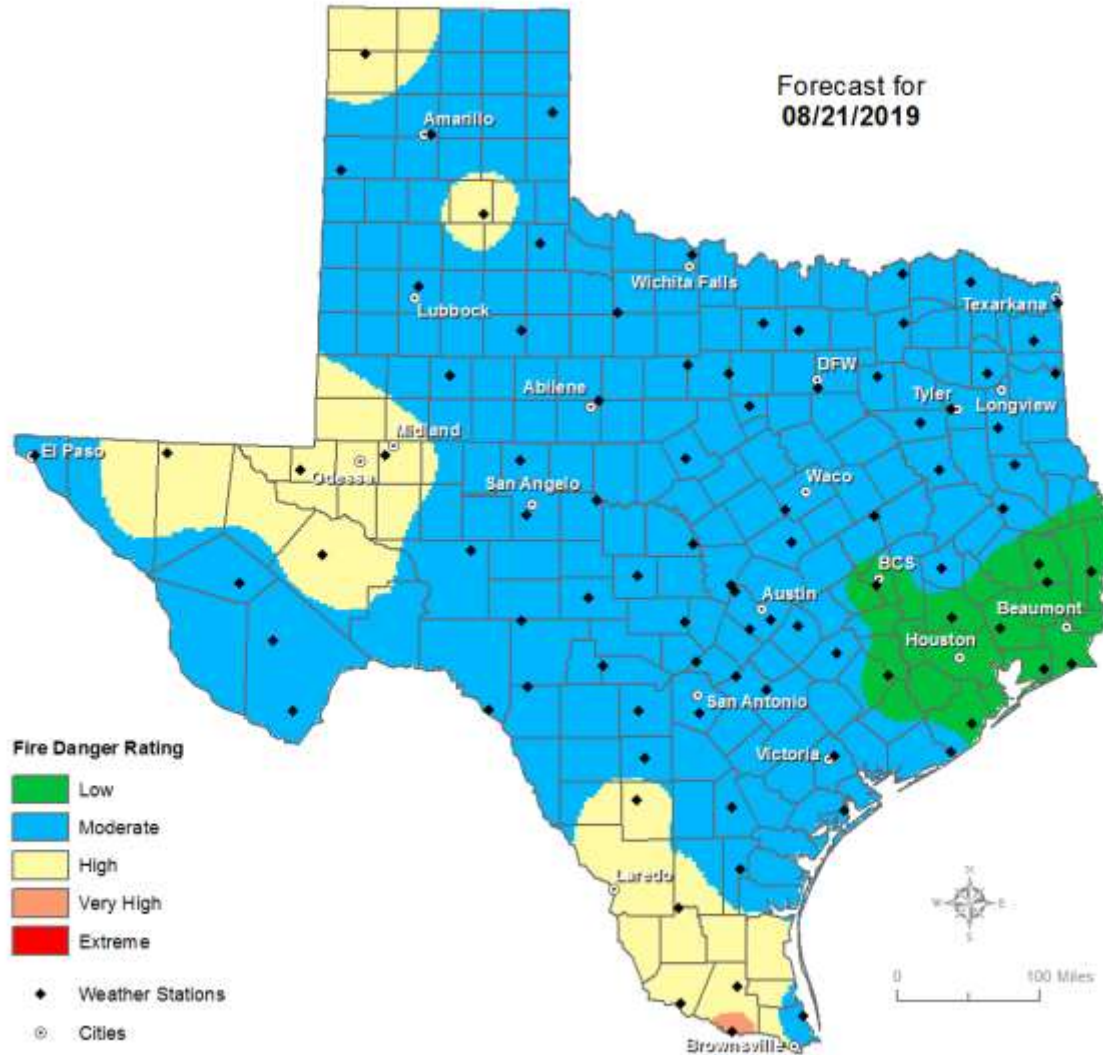 Forecast for
08/21/2019
Amarillo
Wichita Falls
Lubbock
Texarkana
DFW
Abilene
Tyler
Longview
Midland
El Paso
Odessa
San Angelo
Waco
BCS
Austin
Beaumont
Houston
San Antonio
Victoria
Laredo
Brownsville
Fire Danger Rating
Low
Moderate
High
Very High
Extreme
Weather Stations
Cities
N
W E
S
0 100 Miles